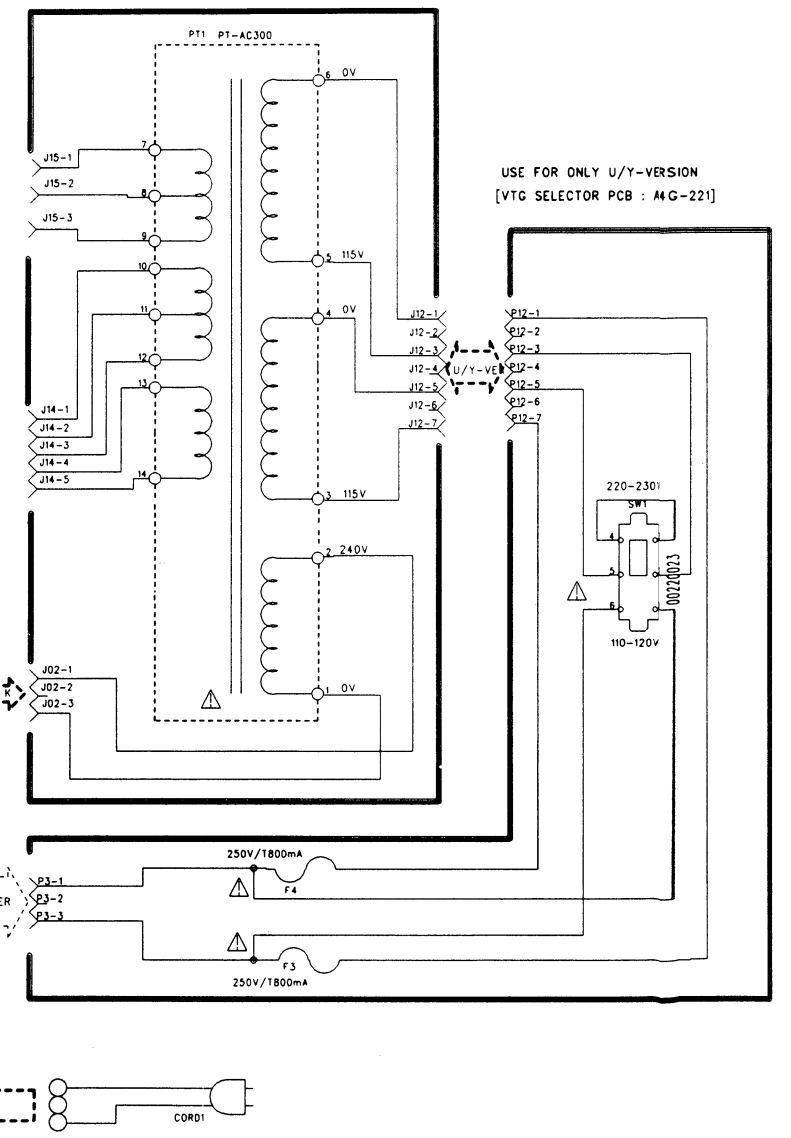 PT1 PT-AC300
6 0V
7
J15-1
J15-2
8
J15-3
9
USE FOR ONLY U/Y-VERSION
[VTG SELECTOR PCB : A4G-221]
5 115V
10
4 0V
11
J12-1
J12-2
J12-3
J12-4
J12-5
J12-6
J12-7
U/Y-VE
P12-1
P12-2
P12-3
P12-4
P12-5
P12-6
P12-7
12
13
J14-1
J14-2
J14-3
J14-4
J14-5
14
3 115V
220-230V
SW1
4
5
6
00220023
110-120V
2 240V
1 0V
J02-1
J02-2
J02-3
K
250V/T800mA
F4
P3-1
P3-2
P3-3
ER
F3
250V/T800mA
CORD1